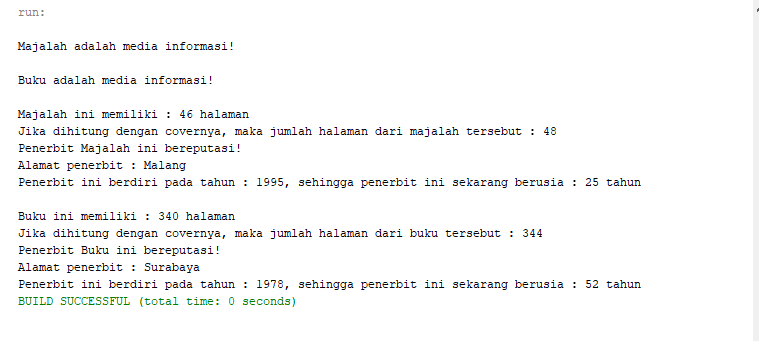 run:
Majalah adalah media informasi!
Buku adalah media informasi!
Majalah ini memiliki : 46 halaman
Jika dihitung dengan covernya, maka jumlah halaman dari majalah tersebut : 48
Penerbit Majalah ini bereputasi!
Alamat penerbit : Malang
Penerbit ini berdiri pada tahun : 1995, sehingga penerbit ini sekarang berusia : 25 tahun
Buku ini memiliki : 340 halaman
Jika dihitung dengan covernya, maka jumlah halaman dari buku tersebut : 344
Penerbit Buku ini bereputasi!
Alamat penerbit : Surabaya
Penerbit ini berdiri pada tahun : 1978, sehingga penerbit ini sekarang berusia : 52 tahun
BUILD SUCCESSFUL (total time: 0 seconds)